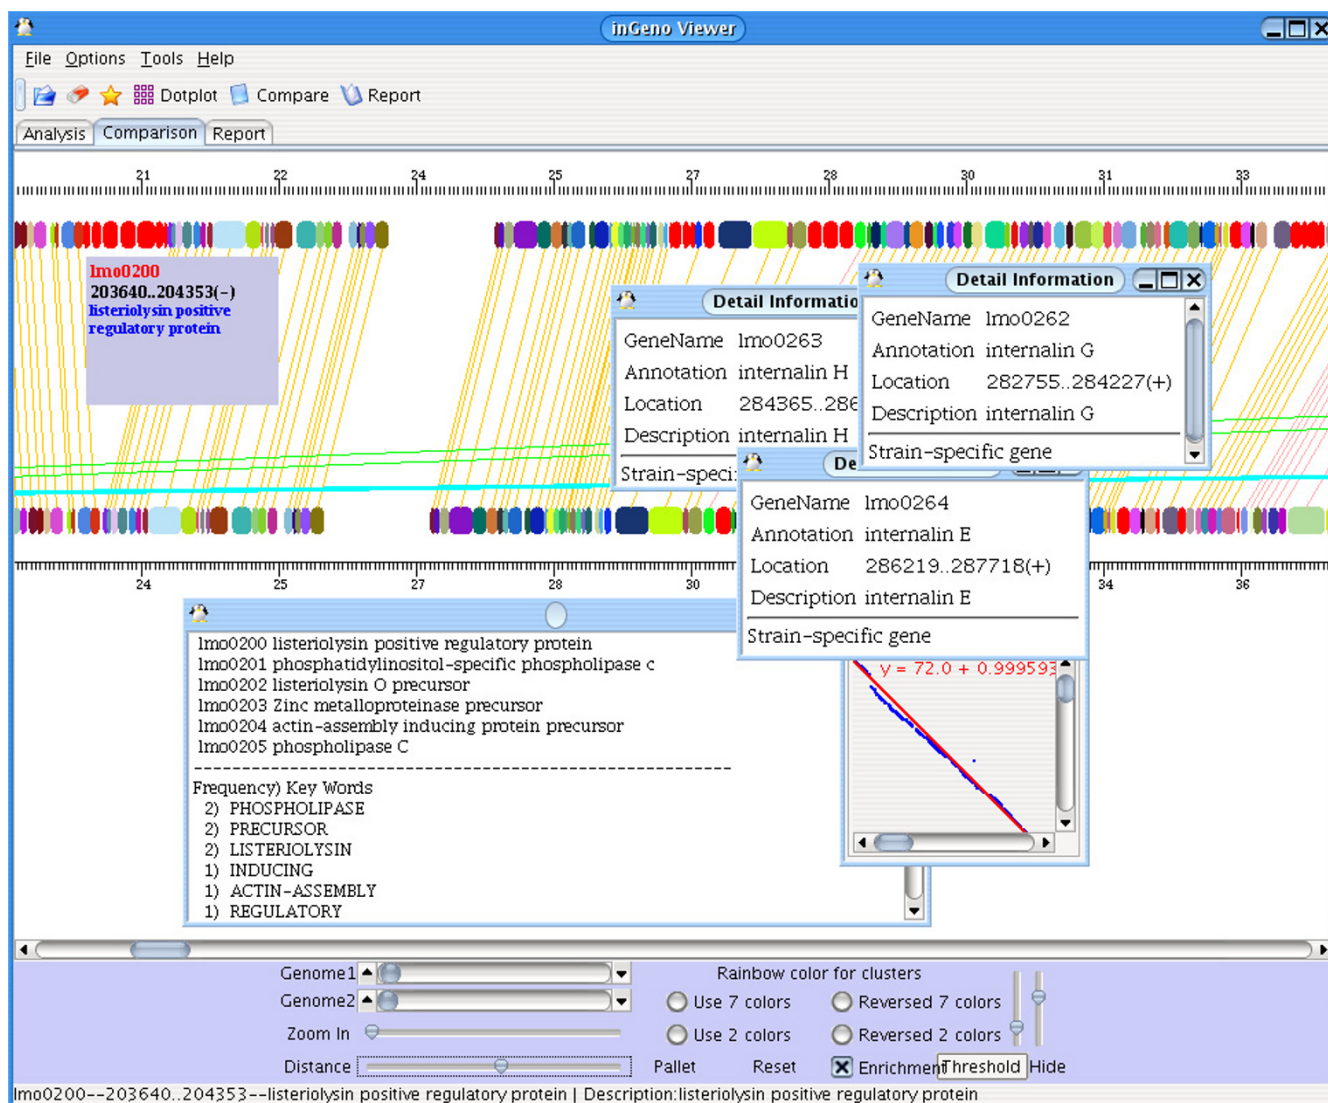 inGeno Viewer
File Options Tools Help
Dotplot Compare Report
Analysis Comparison Report
21 22 24 25 27 28 30 31 33
lmo0200
203640..204353(-)
listeriolysin positive
regulatory protein
Detail Informatio
GeneName lmo0263
Annotation internalin H
Location 284365..286
Description internalin H
Strain-speci
Detail Information
GeneName lmo0262
Annotation internalin G
Location 282755..284227(+)
Description internalin G
Strain-specific gene
De
GeneName lmo0264
Annotation internalin E
Location 286219..287718(+)
Description internalin E
Strain-specific gene
24 25 27 28 30 34 36
lmo0200 listeriolysin positive regulatory protein
lmo0201 phosphatidylinositol-specific phospholipase c
lmo0202 listeriolysin O precursor
lmo0203 Zinc metalloproteinase precursor
lmo0204 actin-assembly inducing protein precursor
lmo0205 phospholipase C
------------------------------------------------------------
Frequency) Key Words
2) PHOSPHOLIPASE
2) PRECURSOR
2) LISTERIOLYSIN
1) INDUCING
1) ACTIN-ASSEMBLY
1) REGULATORY
y = 72.0 + 0.999593
Genome1
Genome2
Zoom In
Distance
Rainbow color for clusters
Use 7 colors Reversed 7 colors
Use 2 colors Reversed 2 colors
Pallet Reset Enrichment Threshold Hide
lmo0200--203640..204353--listeriolysin positive regulatory protein | Description:listeriolysin positive regulatory protein